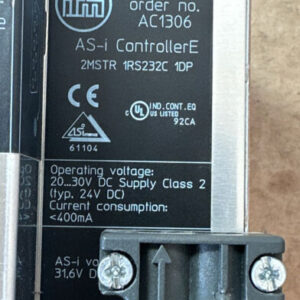 ifm
order no.
AC1306
AS-i ControllerE
2MSTR 1RS232C 1DP
CE
C UL US LISTED
IND.CONT.EQ
92CA
ASi
61104
Operating voltage:
20...30V DC Supply Class 2
(typ. 24V DC)
Current consumption:
<400mA
AS-i vo
31,6V D